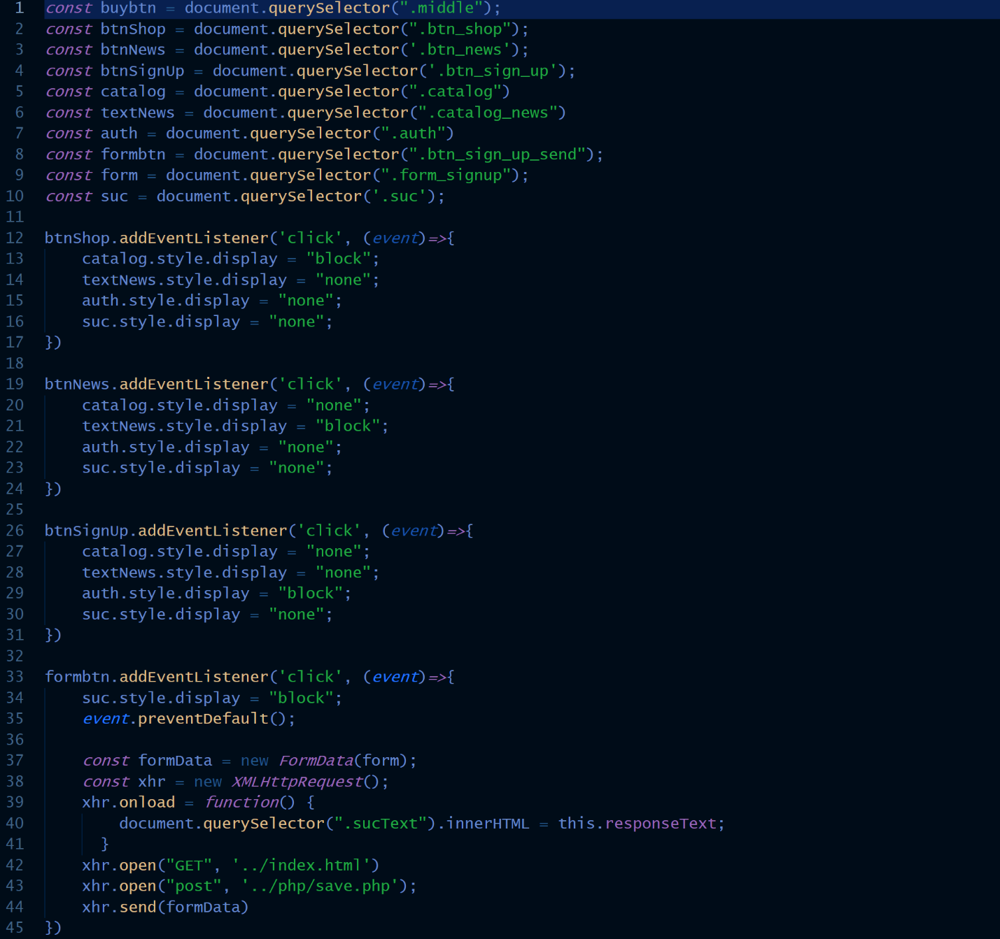 1 const buybtn = document.querySelector(".middle");
2 const btnShop = document.querySelector(".btn_shop");
3 const btnNews = document.querySelector('.btn_news');
4 const btnSignUp = document.querySelector('.btn_sign_up');
5 const catalog = document.querySelector(".catalog")
6 const textNews = document.querySelector(".catalog_news")
7 const auth = document.querySelector(".auth")
8 const formbtn = document.querySelector(".btn_sign_up_send");
9 const form = document.querySelector(".form_signup");
10 const suc = document.querySelector('.suc');
11
12 btnShop.addEventListener('click', (event)=>{
13     catalog.style.display = "block";
14     textNews.style.display = "none";
15     auth.style.display = "none";
16     suc.style.display = "none";
17 })
18
19 btnNews.addEventListener('click', (event)=>{
20     catalog.style.display = "none";
21     textNews.style.display = "block";
22     auth.style.display = "none";
23     suc.style.display = "none";
24 })
25
26 btnSignUp.addEventListener('click', (event)=>{
27     catalog.style.display = "none";
28     textNews.style.display = "none";
29     auth.style.display = "block";
30     suc.style.display = "none";
31 })
32
33 formbtn.addEventListener('click', (event)=>{
34     suc.style.display = "block";
35     event.preventDefault();
36
37     const formData = new FormData(form);
38     const xhr = new XMLHttpRequest();
39     xhr.onload = function() {
40         document.querySelector(".sucText").innerHTML = this.responseText;
41       }
42     xhr.open("GET", '../index.html')
43     xhr.open("post", '../php/save.php');
44     xhr.send(formData)
45 })